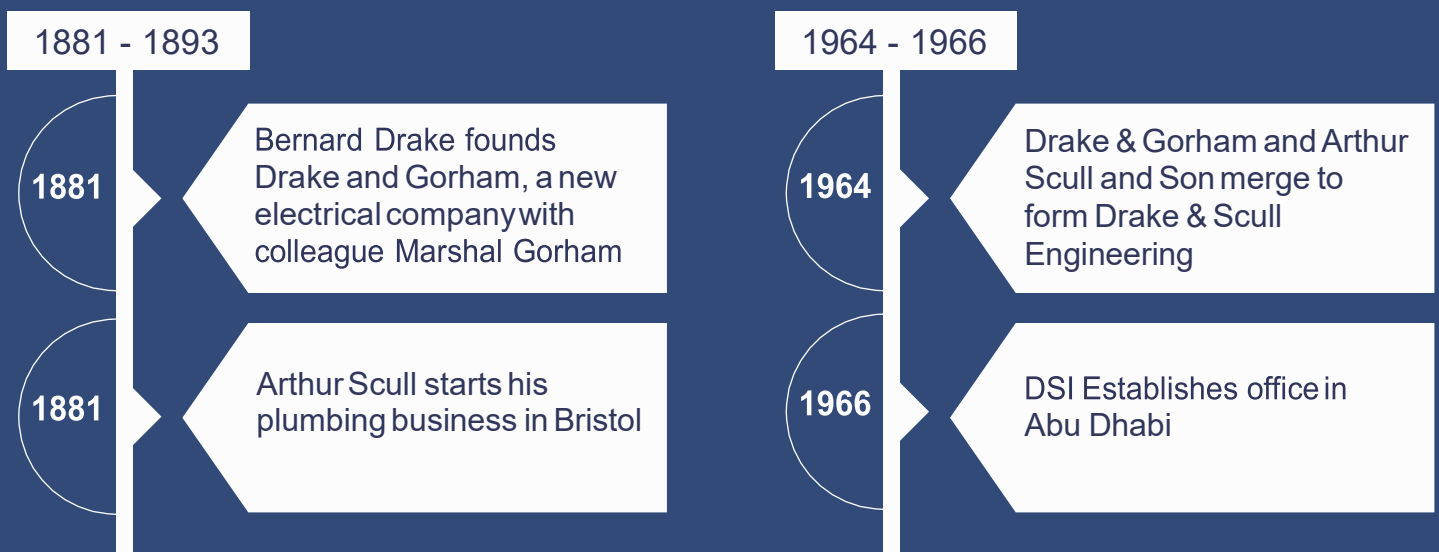 1881 - 1893
1881
Bernard Drake founds
Drake and Gorham, a new
electrical company with
colleague Marshal Gorham
1881
Arthur Scull starts his
plumbing business in Bristol
1964 - 1966
1964
Drake & Gorham and Arthur
Scull and Son merge to
form Drake & Scull
Engineering
1966
DSI Establishes office in
Abu Dhabi